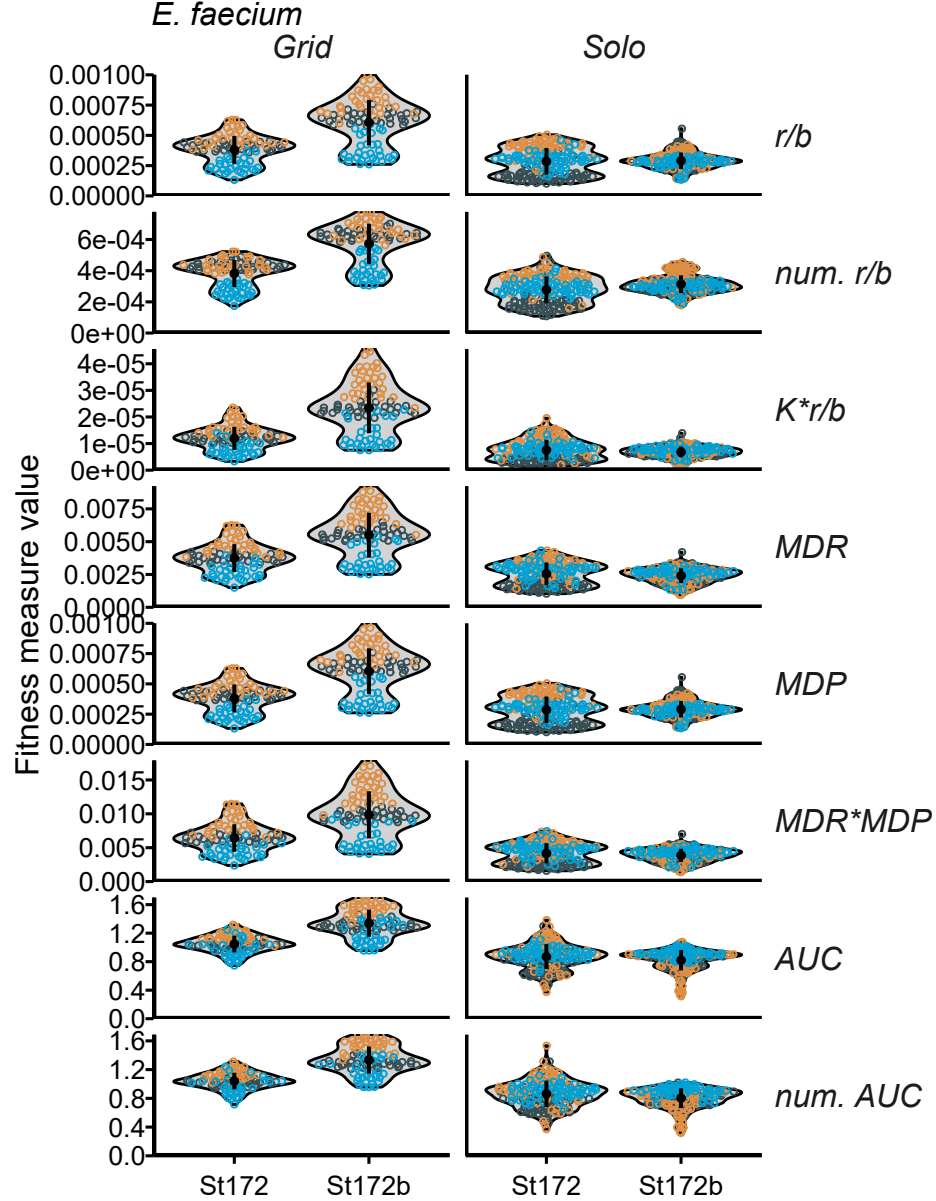 E. faecium
Grid
Solo
Fitness measure value
0.00100
0.00075
0.00050
0.00025
0.00000
r/b
6e-04
4e-04
2e-04
0e+00
num. r/b
4e-05
3e-05
2e-05
1e-05
0e+00
K*r/b
0.0075
0.0050
0.0025
0.0000
MDR
0.00100
0.00075
0.00050
0.00025
0.00000
MDP
0.015
0.010
0.005
0.000
MDR*MDP
1.6
1.2
0.8
0.4
0.0
AUC
1.6
1.2
0.8
0.4
0.0
num. AUC
St172 St172b St172 St172b